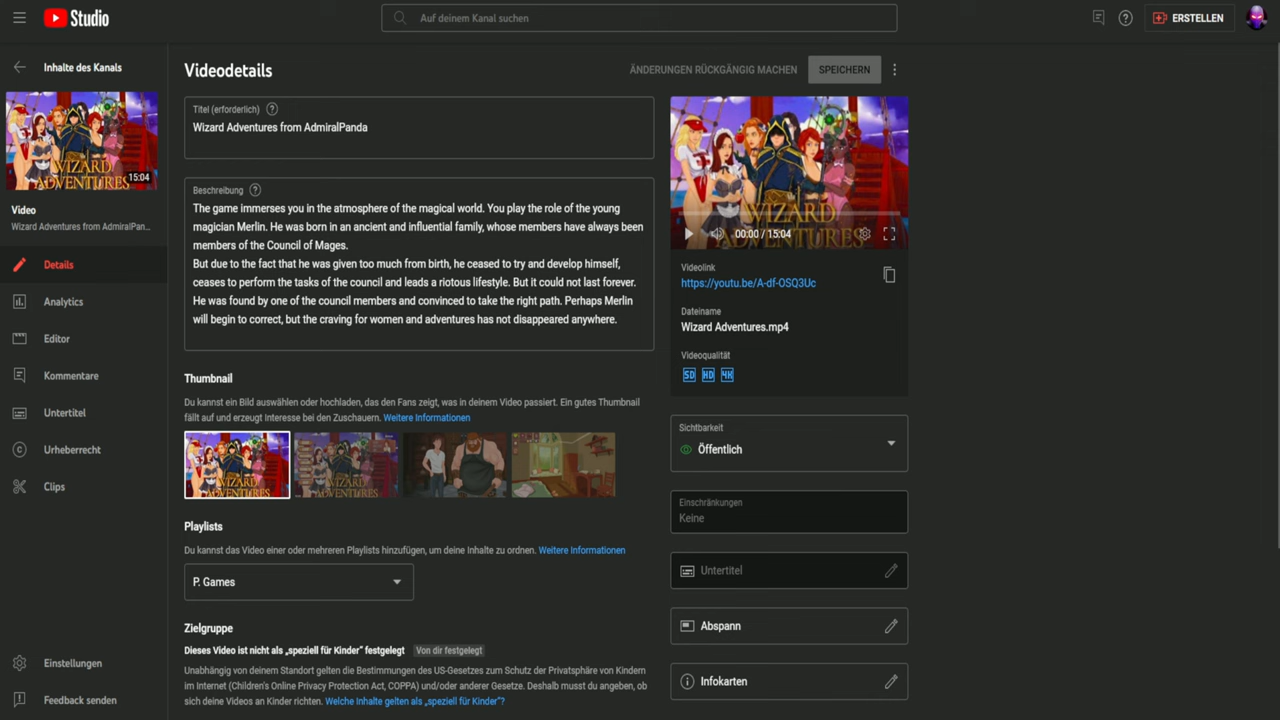 Studio
Auf deinem Kanal suchen
ERSTELLEN
Inhalte des Kanals
WIZARD
ADVENTURES
15:04
Video
Wizard Adventures from AdmiralPan...
Details
Analytics
Editor
Kommentare
Untertitel
Urheberrecht
Clips
Einstellungen
Feedback senden
Videodetails
ÄNDERUNGEN RÜCKGÄNGIG MACHEN
SPEICHERN
Titel (erforderlich)
Wizard Adventures from AdmiralPanda
Beschreibung
The game immerses you in the atmosphere of the magical world. You play the role of the young
magician Merlin. He was born in an ancient and influential family, whose members have always been
members of the Council of Mages.
But due to the fact that he was given too much from birth, he ceased to try and develop himself,
ceases to perform the tasks of the council and leads a riotous lifestyle. But it could not last forever.
He was found by one of the council members and convinced to take the right path. Perhaps Merlin
will begin to correct, but the craving for women and adventures has not disappeared anywhere.
Thumbnail
Du kannst ein Bild auswählen oder hochladen, das den Fans zeigt, was in deinem Video passiert. Ein gutes Thumbnail
fällt auf und erzeugt Interesse bei den Zuschauern. Weitere Informationen
WIZARD
ADVENTURES
WIZARD
ADVENTURES
Playlists
Du kannst das Video einer oder mehreren Playlists hinzufügen, um deine Inhalte zu ordnen. Weitere Informationen
P. Games
Zielgruppe
Dieses Video ist nicht als „speziell für Kinder“ festgelegt Von dir festgelegt
Unabhängig von deinem Standort gelten die Bestimmungen des US-Gesetzes zum Schutz der Privatsphäre von Kindern
im Internet (Children's Online Privacy Protection Act, COPPA) und/oder anderer Gesetze. Deshalb musst du angeben, ob
sich deine Videos an Kinder richten. Welche Inhalte gelten als „speziell für Kinder“?
WIZARD
ADVENTURES
00:00 / 15:04
Videolink
https://youtu.be/A-df-OSQ3Uc
Dateiname
Wizard Adventures.mp4
Videoqualität
SD HD 4K
Sichtbarkeit
Öffentlich
Einschränkungen
Keine
Untertitel
Abspann
Infokarten